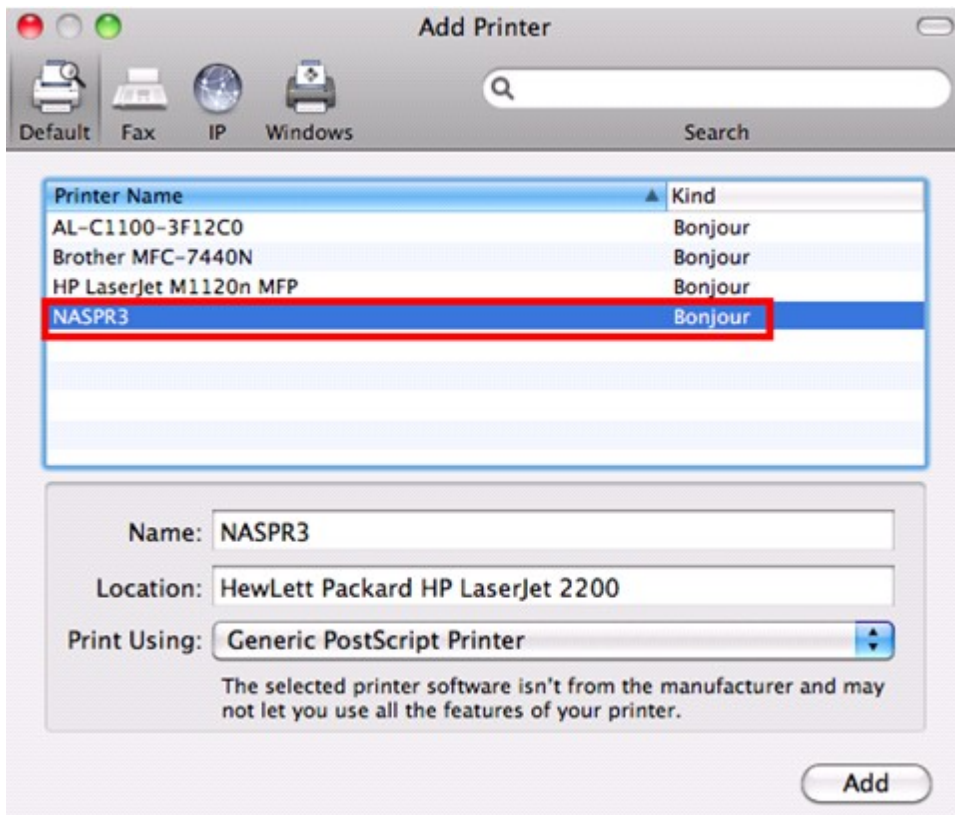 Add Printer
Default Fax IP Windows Search
Printer Name Kind
AL-C1100-3F12C0 Bonjour
Brother MFC-7440N Bonjour
HP LaserJet M1120n MFP Bonjour
NASPR3 Bonjour
Name: NASPR3
Location: HewLett Packard HP LaserJet 2200
Print Using: Generic PostScript Printer
The selected printer software isn't from the manufacturer and may
not let you use all the features of your printer.
Add